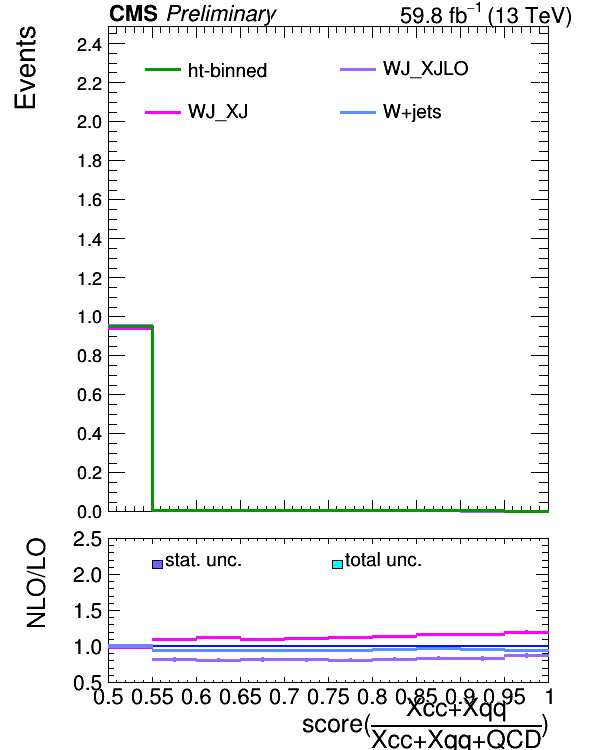 CMS Preliminary 59.8 fb⁻¹ (13 TeV)
Events
2.4
2.2
2.0
1.8
1.6
1.4
1.2
1.0
0.8
0.6
0.4
0.2
0.0
ht-binned WJ_XJLO
WJ_XJ W+jets
NLO/LO
2.5
2.0
1.5
1.0
0.5
stat. unc. total unc.
0.5 0.55 0.6 0.65 0.7 0.75 0.8 0.85 0.9 0.95 1
score(Xcc+Xqq/Xcc+Xqq+QCD)